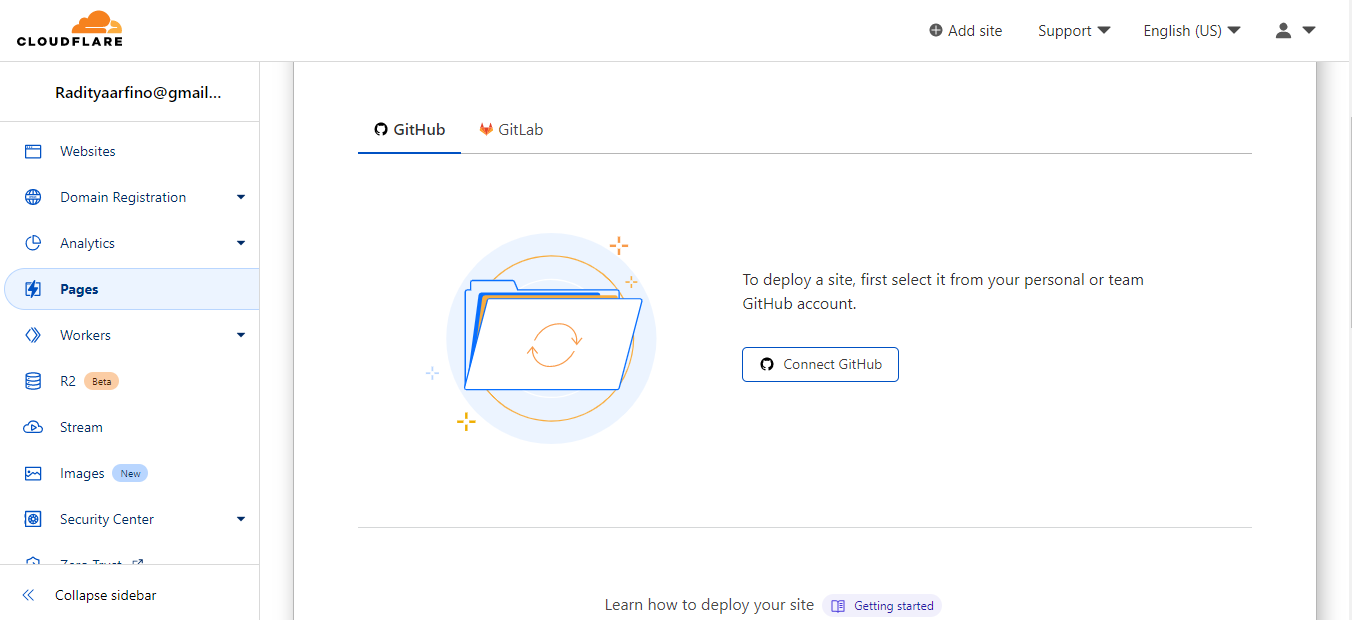 CLOUDFLARE
Add site
Support
English (US)
Radityaarfino@gmail...
Websites
Domain Registration
Analytics
Pages
Workers
R2 Beta
Stream
Images New
Security Center
Zero Trust
Collapse sidebar
GitHub
GitLab
To deploy a site, first select it from your personal or team
GitHub account.
Connect GitHub
Learn how to deploy your site Getting started